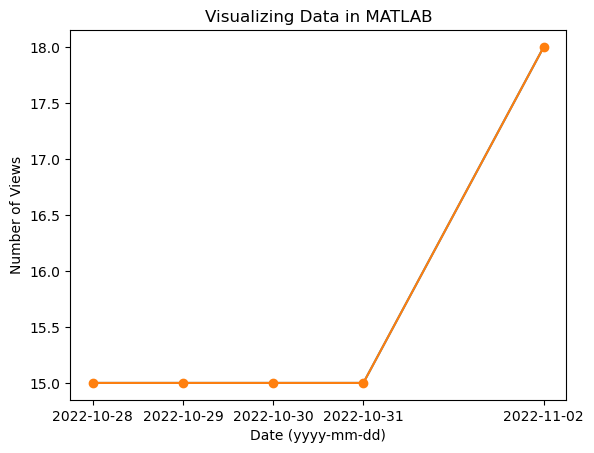 Visualizing Data in MATLAB
18.0
17.5
17.0
16.5
16.0
15.5
15.0
Number of Views
2022-10-28 2022-10-29 2022-10-30 2022-10-31 2022-11-02
Date (yyyy-mm-dd)